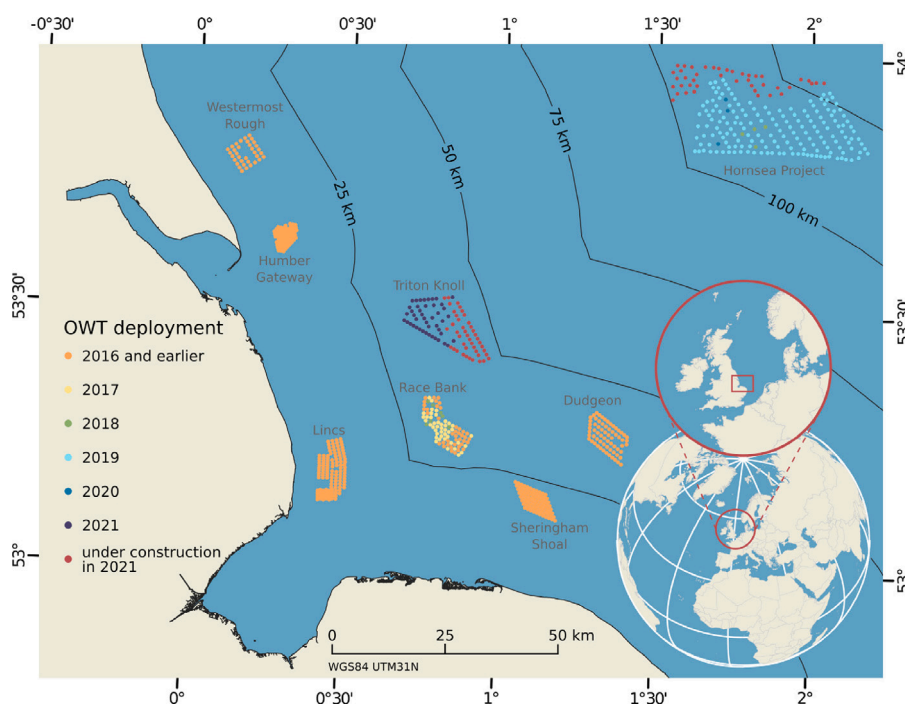 -0°30'
0°
0°30'
1°
1°30'
2°
54°
Westermost
Rough
75 km
50 km
25 km
Hornsea Project
100 km
Humber
Gateway
53°30'
Triton Knoll
53°30'
OWT deployment
2016 and earlier
2017
2018
2019
2020
2021
under construction
in 2021
Race Bank
Dudgeon
Lincs
Sheringham
Shoal
53°
53°
0
25
50 km
WGS84 UTM31N
0°
0°30'
1°
1°30'
2°